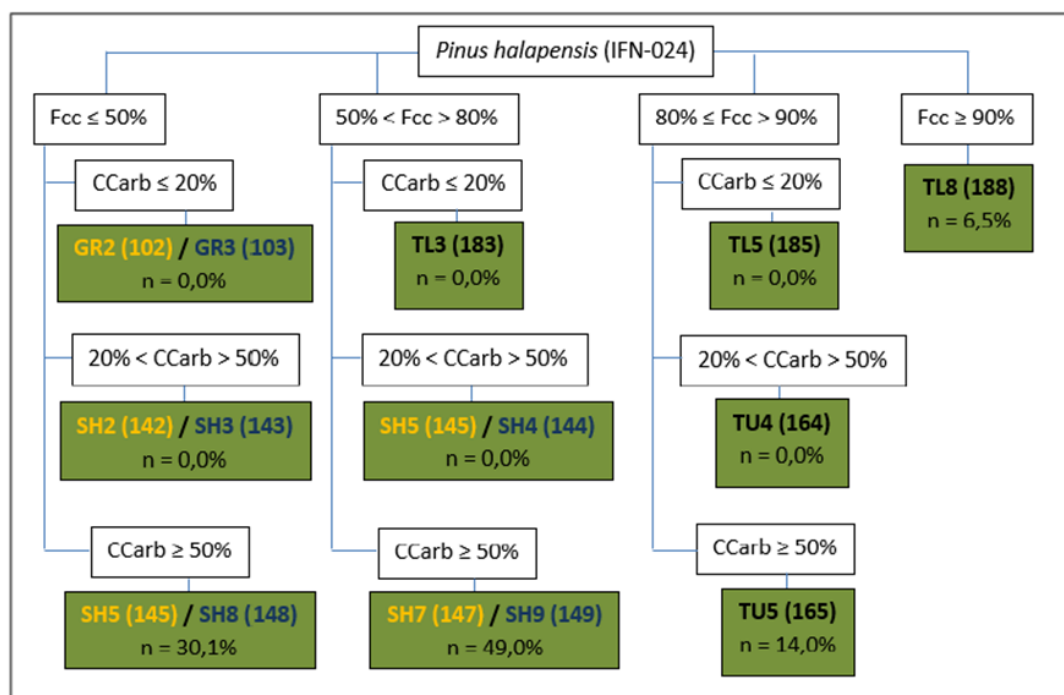 Pinus halapensis (IFN-024)
Fcc ≤ 50%
50% < Fcc > 80%
80% ≤ Fcc > 90%
Fcc ≥ 90%
CCarb ≤ 20%
CCarb ≤ 20%
CCarb ≤ 20%
TL8 (188)
n = 6,5%
GR2 (102) / GR3 (103)
n = 0,0%
TL3 (183)
n = 0,0%
TL5 (185)
n = 0,0%
20% < CCarb > 50%
20% < CCarb > 50%
20% < CCarb > 50%
SH2 (142) / SH3 (143)
n = 0,0%
SH5 (145) / SH4 (144)
n = 0,0%
TU4 (164)
n = 0,0%
CCarb ≥ 50%
CCarb ≥ 50%
CCarb ≥ 50%
SH5 (145) / SH8 (148)
n = 30,1%
SH7 (147) / SH9 (149)
n = 49,0%
TU5 (165)
n = 14,0%